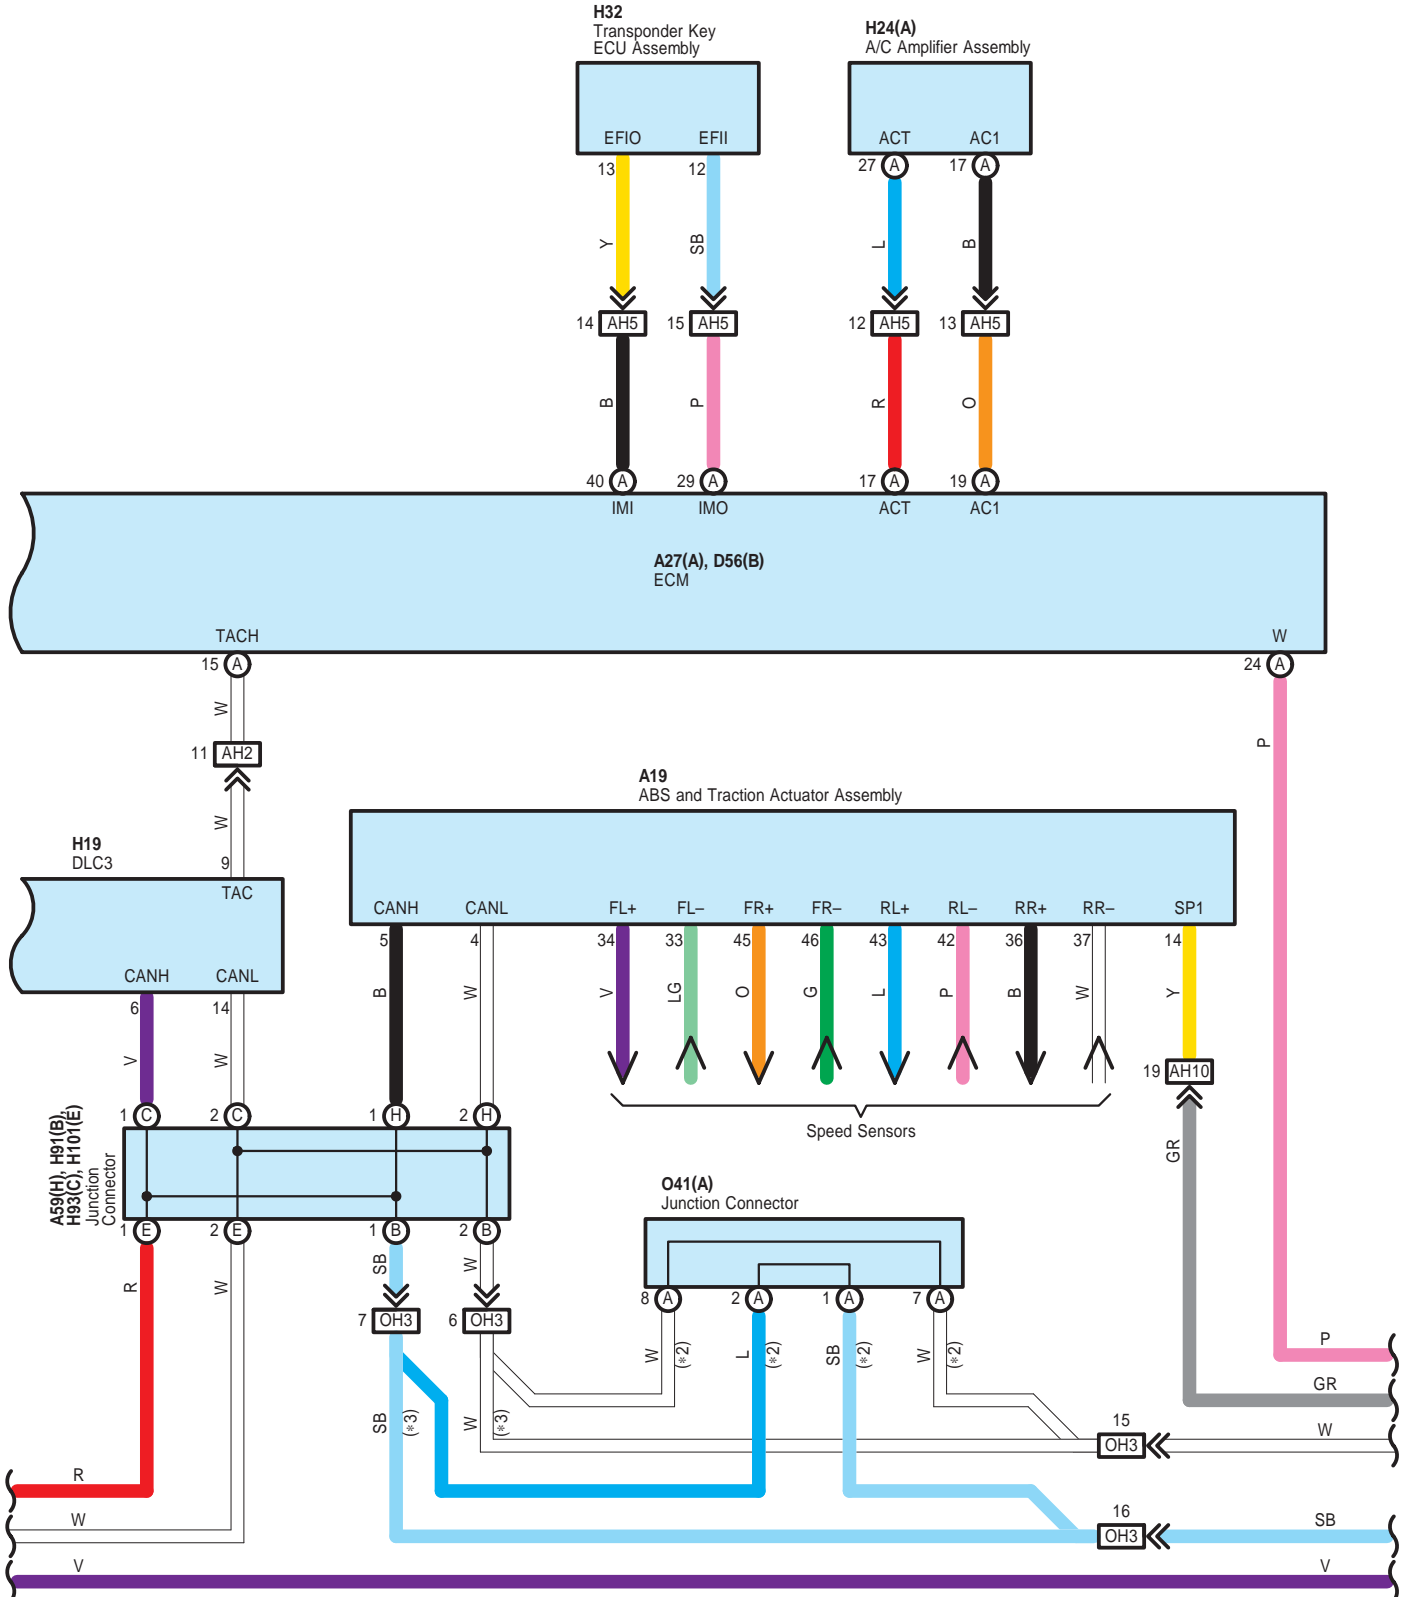 H32
Transponder Key
ECU Assembly
H24(A)
A/C Amplifier Assembly
EFIO EFII ACT AC1
13 12 27 A 17 A
Y SB L B
14 AH5 15 AH5 12 AH5 13 AH5
B P R O
40 A 29 A 17 A 19 A
IMI IMO ACT AC1
A27(A), D56(B)
ECM
TACH W
15 A 24 A
W
P
11 AH2
W
A19
ABS and Traction Actuator Assembly
H19
DLC3
9
TAC
CANH CANL FL+ FL– FR+ FR– RL+ RL– RR+ RR– SP1
5 4 34 33 45 46 43 42 36 37 14
CANH CANL
6 14
B W V LG O G L P B W Y
V W
19 AH10
1 C 2 C 1 H 2 H
Speed Sensors
GR
A59(H), H91(B),
H93(C), H101(E)
Junction
Connector
O41(A)
Junction Connector
1 E 2 E 1 B 2 B
R W SB W
8 A 2 A 1 A 7 A
7 OH3 6 OH3
W (*2) L (*2) SB (*2) W (*2)
P
GR
SB (*3) W (*3)
15
OH3
W
R
W
16
OH3
SB
V V